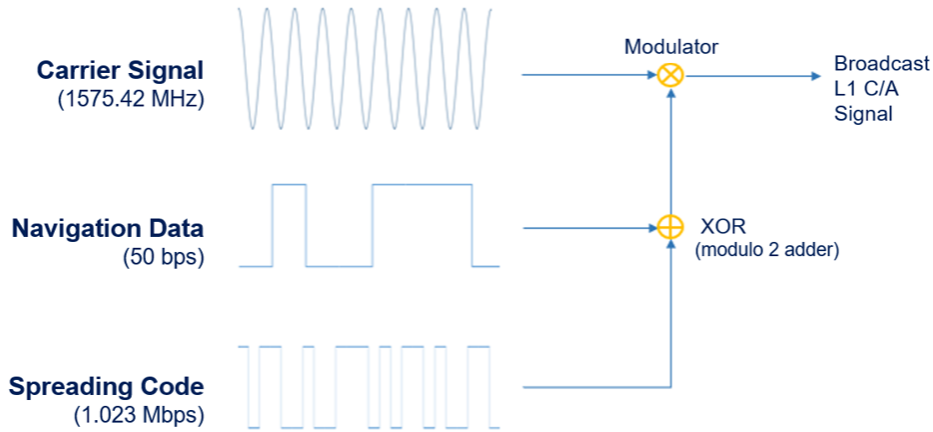 Carrier Signal
(1575.42 MHz)
Modulator
Broadcast
L1 C/A
Signal
Navigation Data
(50 bps)
XOR
(modulo 2 adder)
Spreading Code
(1.023 Mbps)